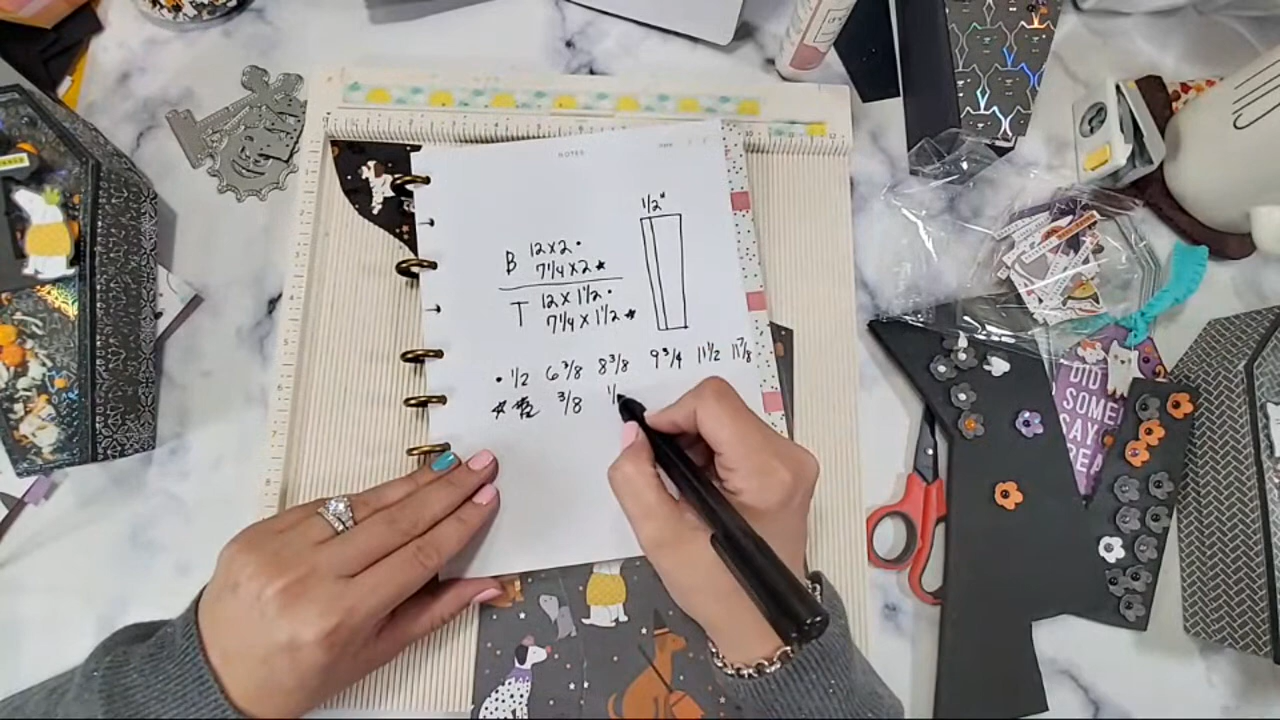 NOTES
1/2"
B 12x2 •
7 1/4 x 2 ★
T 12 x 1 1/2 •
7 1/4 x 1 1/2 ★
• 1/2 6 3/8 8 3/8 9 3/4 11 1/2 11 7/8
★ 3/8 1/
DID
SOME
SAY